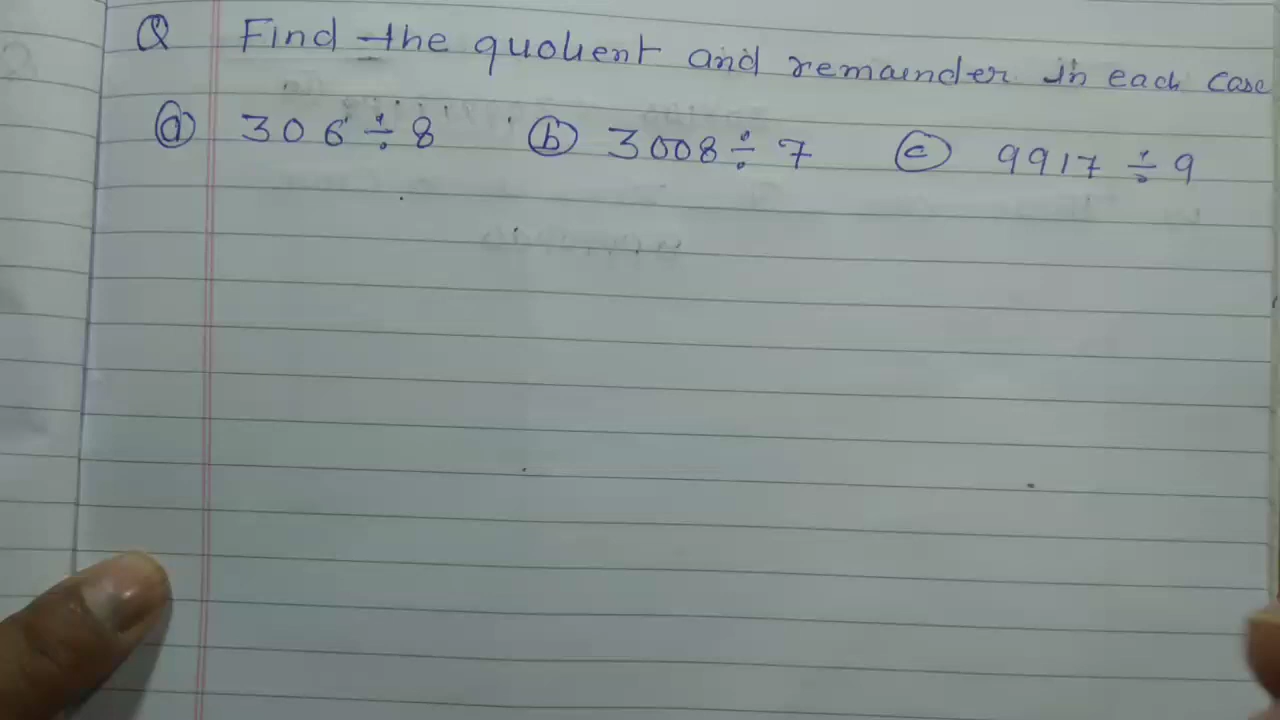 Q Find the quotient and remainder in each case
(a) 306 ÷ 8 (b) 3008 ÷ 7 (c) 9917 ÷ 9